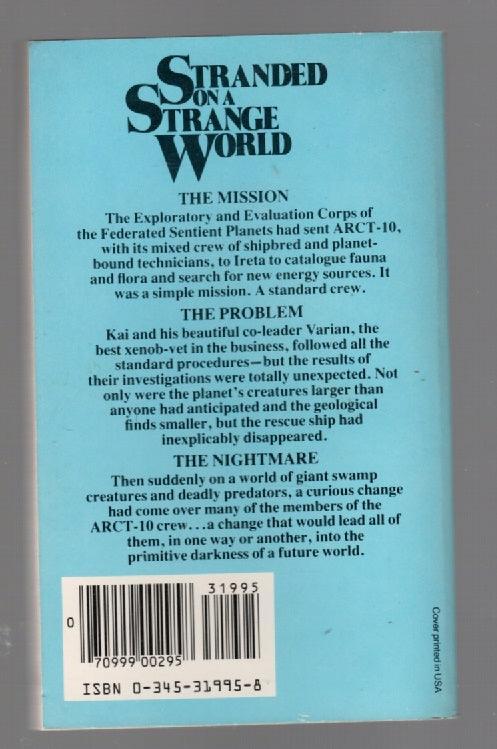 STRANDED
ON A
STRANGE
WORLD
THE MISSION
The Exploratory and Evaluation Corps of
the Federated Sentient Planets had sent ARCT-10,
with its mixed crew of shipbred and planet-
bound technicians, to Ireta to catalogue fauna
and flora and search for new energy sources. It
was a simple mission. A standard crew.
THE PROBLEM
Kai and his beautiful co-leader Varian, the
best xenob-vet in the business, followed all the
standard procedures—but the results of
their investigations were totally unexpected. Not
only were the planet's creatures larger than
anyone had anticipated and the geological
finds smaller, but the rescue ship had
inexplicably disappeared.
THE NIGHTMARE
Then suddenly on a world of giant swamp
creatures and deadly predators, a curious change
had come over many of the members of the
ARCT-10 crew...a change that would lead all of
them, in one way or another, into the
primitive darkness of a future world.
31995
0
70999 00295
ISBN 0-345-31995-8
Cover printed in USA